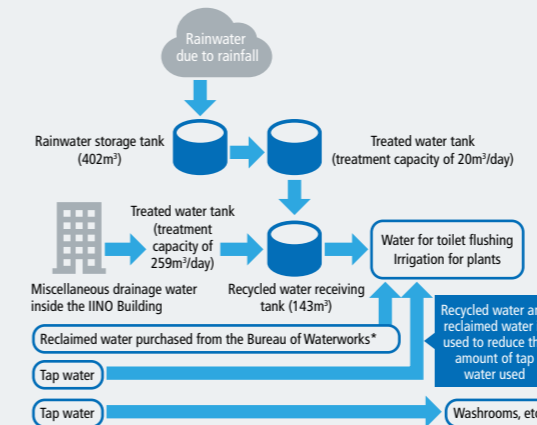 Rainwater
due to rainfall
Rainwater storage tank
(402m³)
Treated water tank
(treatment capacity of 20m³/day)
Treated water tank
(treatment
capacity of
259m³/day)
Water for toilet flushing
Irrigation for plants
Miscellaneous drainage water
inside the IINO Building
Recycled water receiving
tank (143m³)
Recycled water an
reclaimed water
used to reduce th
amount of tap
water used
Reclaimed water purchased from the Bureau of Waterworks*
Tap water
Tap water
Washrooms, etc